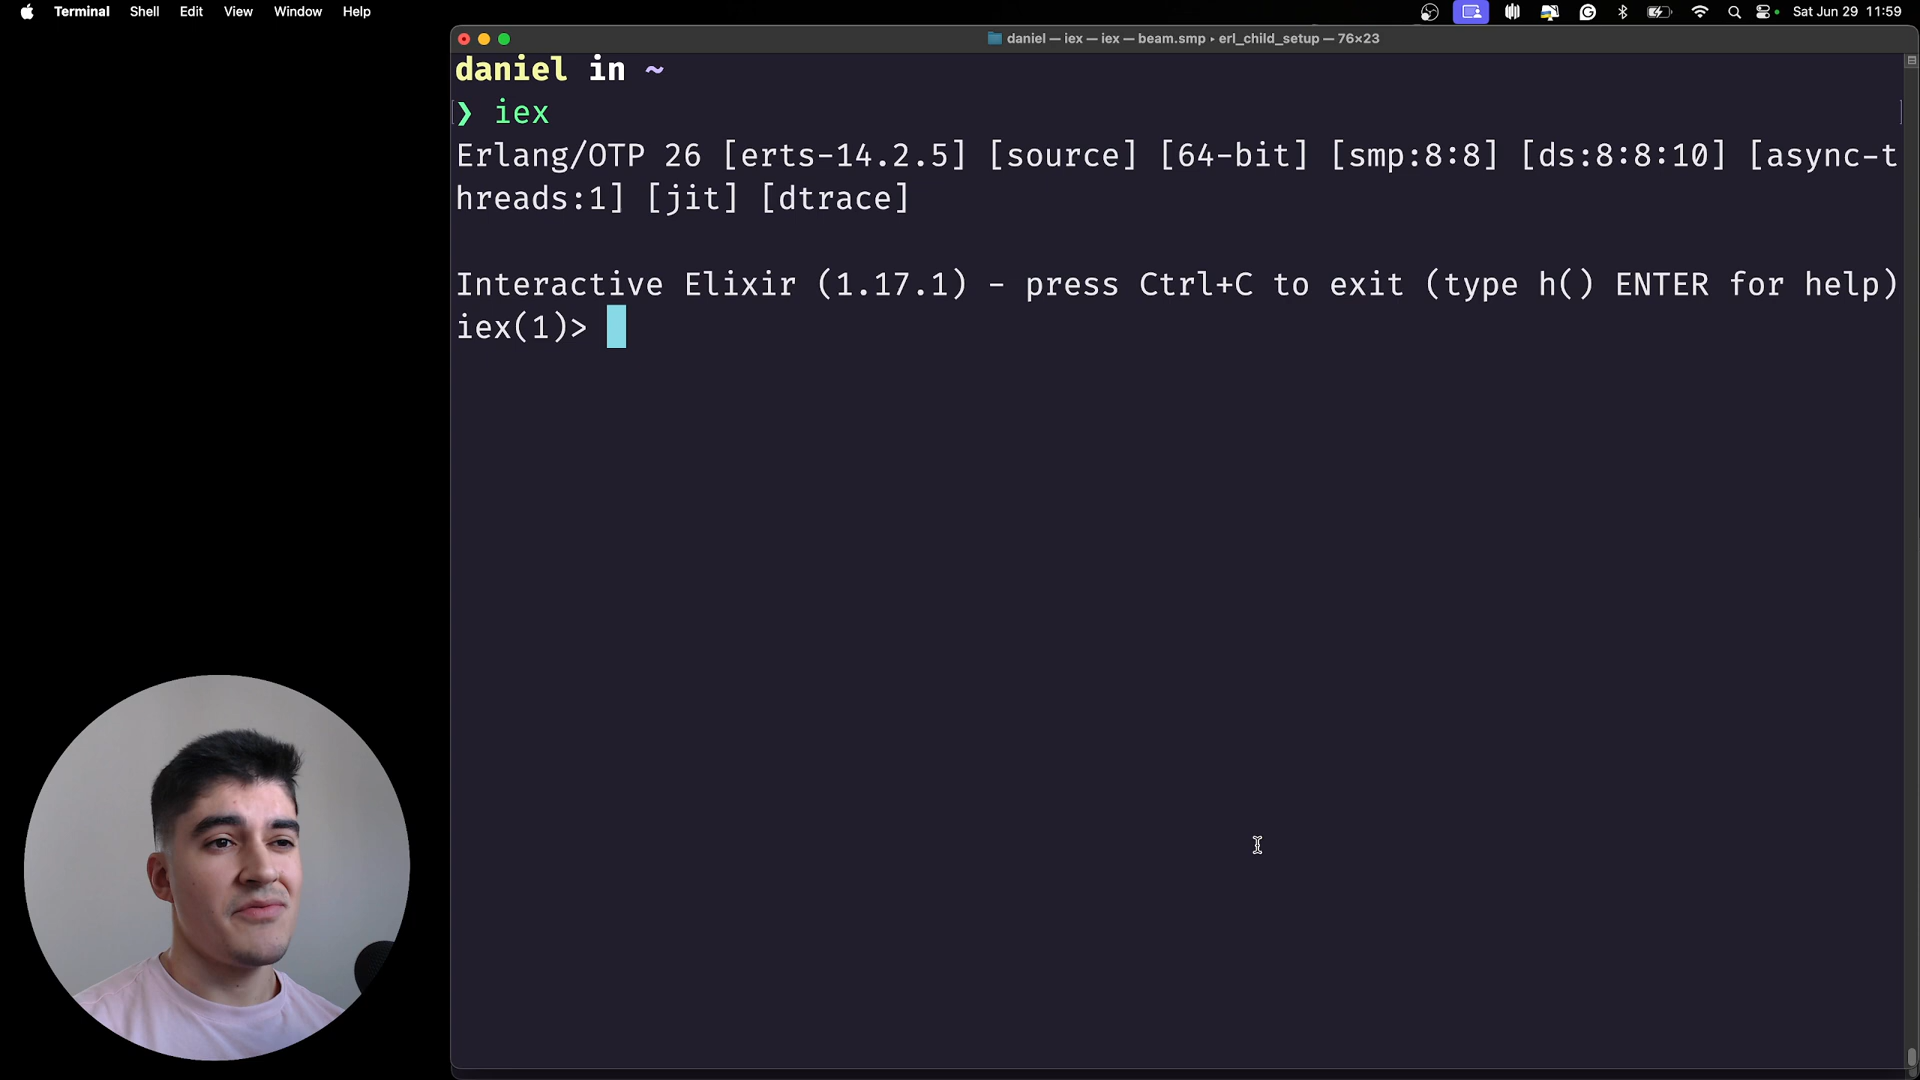 Terminal Shell Edit View Window Help Sat Jun 29 11:59
daniel — iex — iex — beam.smp ▸ erl_child_setup — 76×23
daniel in ~
❯ iex
Erlang/OTP 26 [erts-14.2.5] [source] [64-bit] [smp:8:8] [ds:8:8:10] [async-t
hreads:1] [jit] [dtrace]
Interactive Elixir (1.17.1) - press Ctrl+C to exit (type h() ENTER for help)
iex(1)>